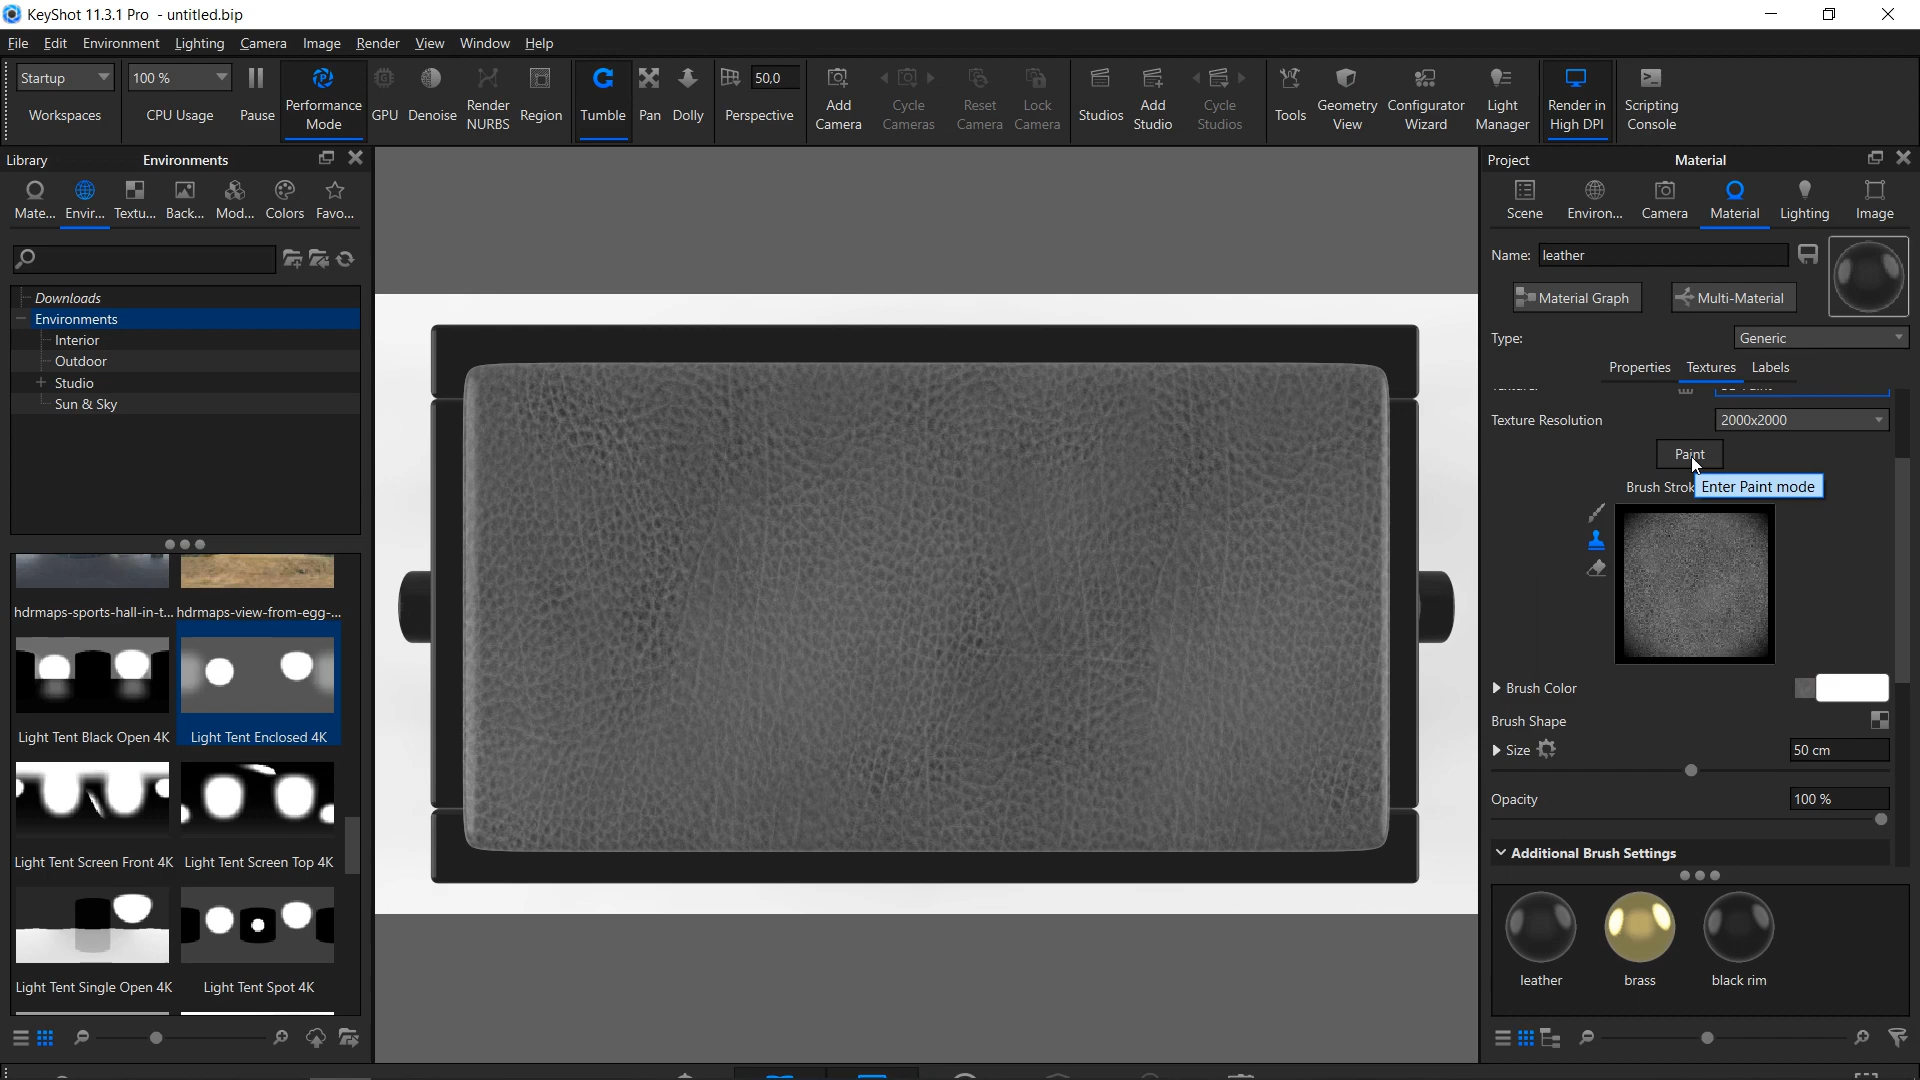 KeyShot 11.3.1 Pro - untitled.bip
File Edit Environment Lighting Camera Image Render View Window Help
Startup 100 % 50.0
Workspaces CPU Usage Pause Performance Mode GPU Denoise Render NURBS Region Tumble Pan Dolly Perspective Add Camera Cycle Cameras Reset Camera Lock Camera Studios Add Studio Cycle Studios Tools Geometry View Configurator Wizard Light Manager Render in High DPI Scripting Console
Library Environments
Mate... Envir... Textu... Back... Mod... Colors Favo...
Downloads
Environments
Interior
Outdoor
Studio
Sun & Sky
hdrmaps-sports-hall-in-t... hdrmaps-view-from-egg-...
Light Tent Black Open 4K Light Tent Enclosed 4K
Light Tent Screen Front 4K Light Tent Screen Top 4K
Light Tent Single Open 4K Light Tent Spot 4K
Project Material
Scene Environ... Camera Material Lighting Image
Name: leather
Material Graph Multi-Material
Type: Generic
Properties Textures Labels
Texture Resolution 2000x2000
Paint
Brush Strok Enter Paint mode
Brush Color
Brush Shape
Size 50 cm
Opacity 100 %
Additional Brush Settings
leather brass black rim